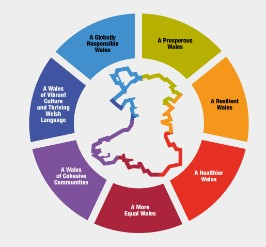 A Globally
Responsible
Wales
A Prosperous
Wales
A Resilient
Wales
A Healthier
Wales
A More
Equal Wales
A Wales
of Cohesive
Communities
A Wales
of Vibrant
Culture
and Thriving
Welsh
Language